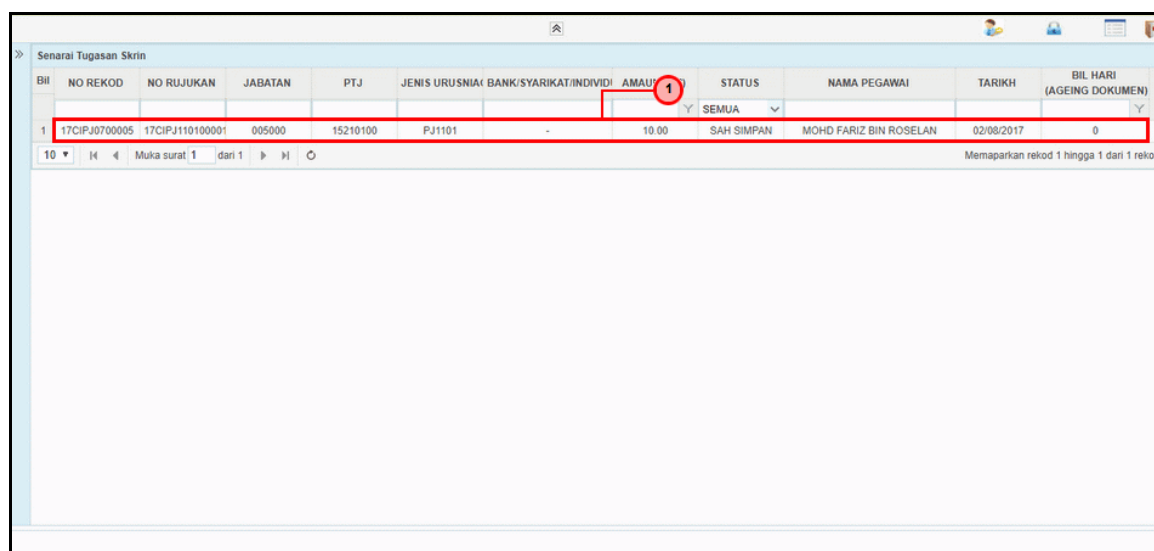 Senarai Tugasan Skrin
Bil NO REKOD NO RUJUKAN JABATAN PTJ JENIS URUSNIA BANK/SYARIKAT/INDIVID STATUS NAMA PEGAWAI TARIKH BIL HARI
(AGEING DOKUMEN)
1
SEMUA
1 17CIPJ0700005 17CIPJ110100001 005000 15210100 PJ1101 - 10.00 SAH SIMPAN MOHD FARIZ BIN ROSELAN 02/08/2017 0
10 Muka surat 1 dari 1 Memaparkan rekod 1 hingga 1 dari 1 reko